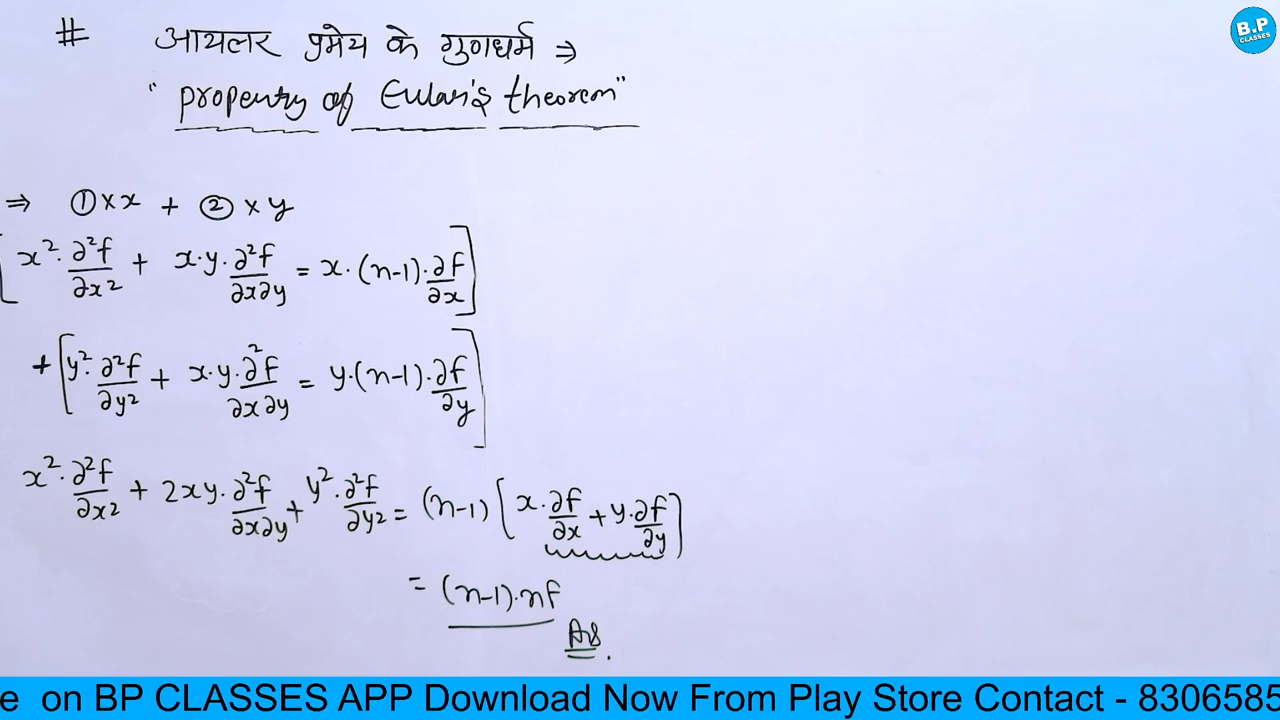 # आयलर प्रमेय के गुणधर्म ⇒
B.P
CLASSES
"property of Eular's theorem"
⇒ ①×x + ②×y
[x²·∂²f/∂x² + x·y·∂²f/∂x∂y = x·(n-1)·∂f/∂x]
+[y²·∂²f/∂y² + x·y·∂²f/∂x∂y = y·(n-1)·∂f/∂y]
x²·∂²f/∂x² + 2xy·∂²f/∂x∂y + y²·∂²f/∂y² = (n-1)[x·∂f/∂x + y·∂f/∂y]
= (n-1)·nf
Ans.
e on BP CLASSES APP Download Now From Play Store Contact - 8306585